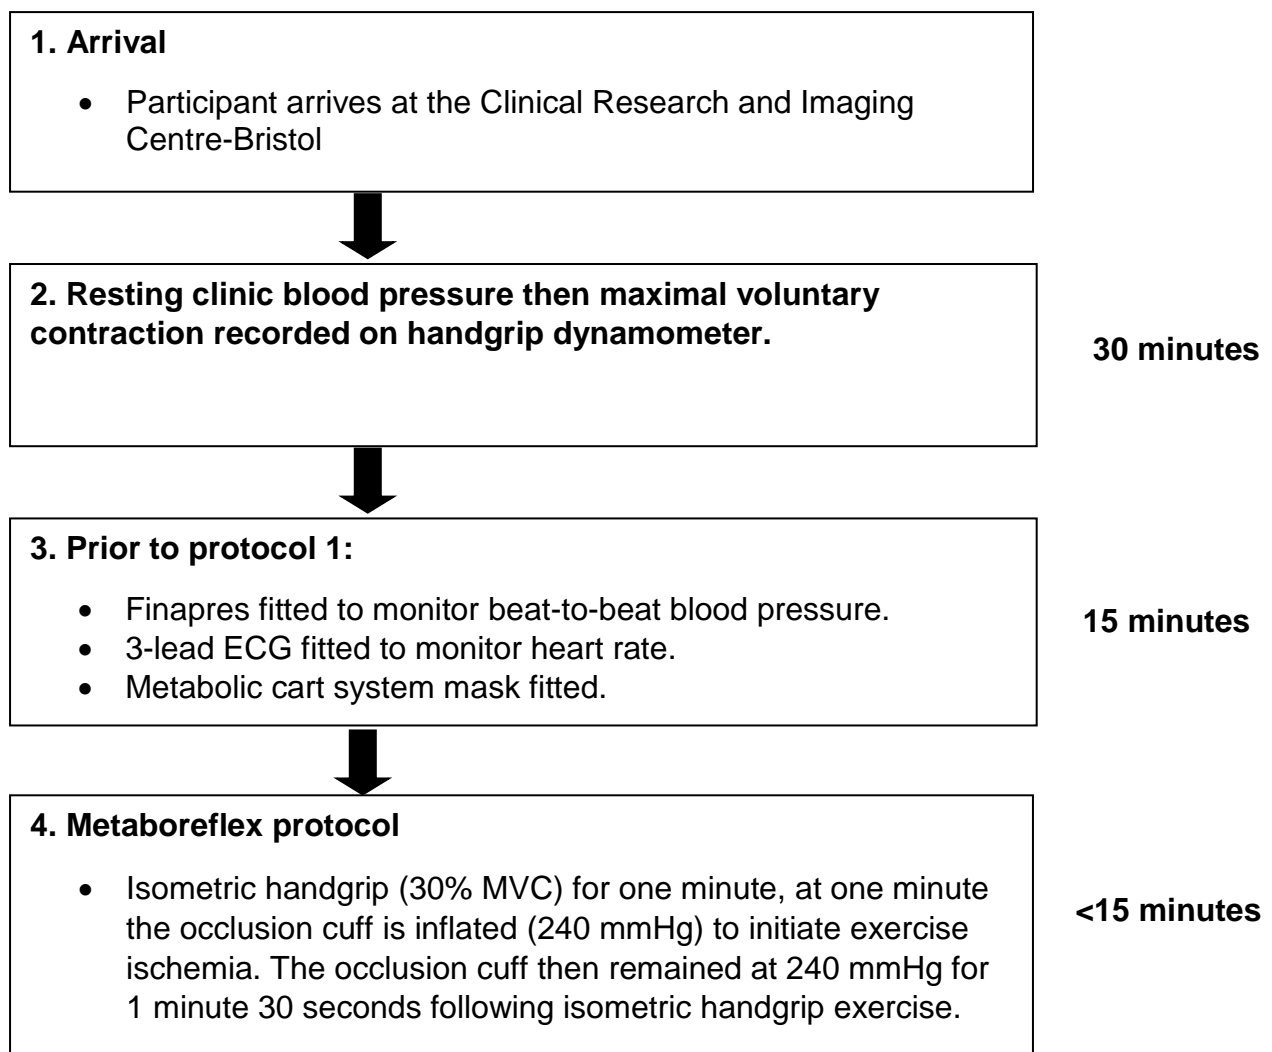 1. Arrival
• Participant arrives at the Clinical Research and Imaging
Centre-Bristol
2. Resting clinic blood pressure then maximal voluntary
contraction recorded on handgrip dynamometer.
30 minutes
3. Prior to protocol 1:
• Finapres fitted to monitor beat-to-beat blood pressure.
• 3-lead ECG fitted to monitor heart rate.
• Metabolic cart system mask fitted.
15 minutes
4. Metaboreflex protocol
• Isometric handgrip (30% MVC) for one minute, at one minute
the occlusion cuff is inflated (240 mmHg) to initiate exercise
ischemia. The occlusion cuff then remained at 240 mmHg for
1 minute 30 seconds following isometric handgrip exercise.
<15 minutes